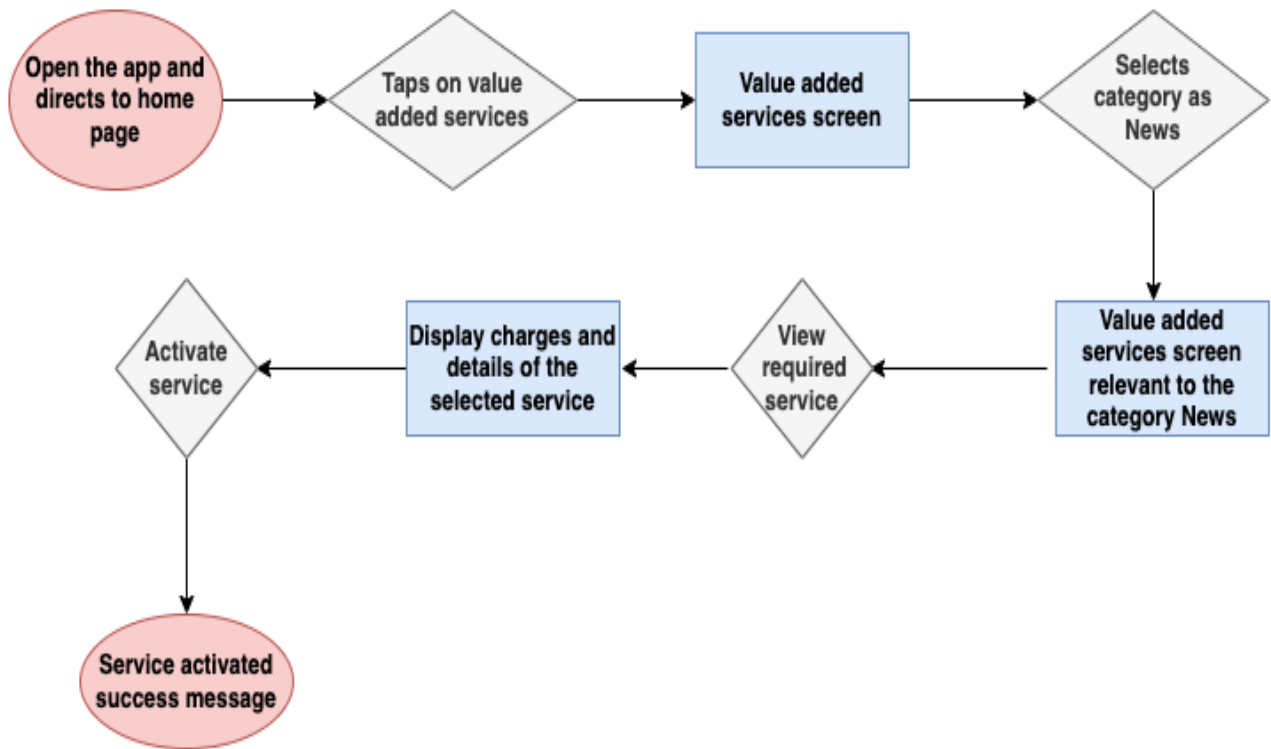 Open the app and
directs to home
page
Taps on value
added services
Value added
services screen
Selects
category as
News
Value added
services screen
relevant to the
category News
View
required
service
Display charges and
details of the
selected service
Activate
service
Service activated
success message